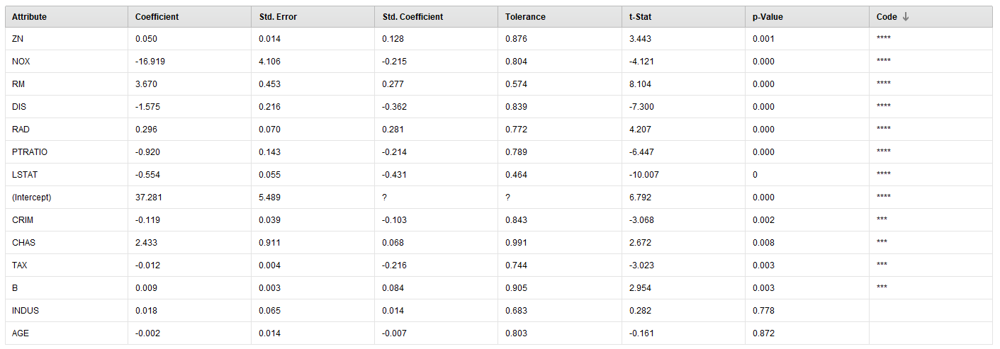 Attribute Coefficient Std. Error Std. Coefficient Tolerance t-Stat p-Value Code ↓
ZN 0.050 0.014 0.128 0.876 3.443 0.001 ****
NOX -16.919 4.106 -0.215 0.804 -4.121 0.000 ****
RM 3.670 0.453 0.277 0.574 8.104 0.000 ****
DIS -1.575 0.216 -0.362 0.839 -7.300 0.000 ****
RAD 0.296 0.070 0.281 0.772 4.207 0.000 ****
PTRATIO -0.920 0.143 -0.214 0.789 -6.447 0.000 ****
LSTAT -0.554 0.055 -0.431 0.464 -10.007 0 ****
(Intercept) 37.281 5.489 ? ? 6.792 0.000 ****
CRIM -0.119 0.039 -0.103 0.843 -3.068 0.002 ***
CHAS 2.433 0.911 0.068 0.991 2.672 0.008 ***
TAX -0.012 0.004 -0.216 0.744 -3.023 0.003 ***
B 0.009 0.003 0.084 0.905 2.954 0.003 ***
INDUS 0.018 0.065 0.014 0.683 0.282 0.778
AGE -0.002 0.014 -0.007 0.803 -0.161 0.872